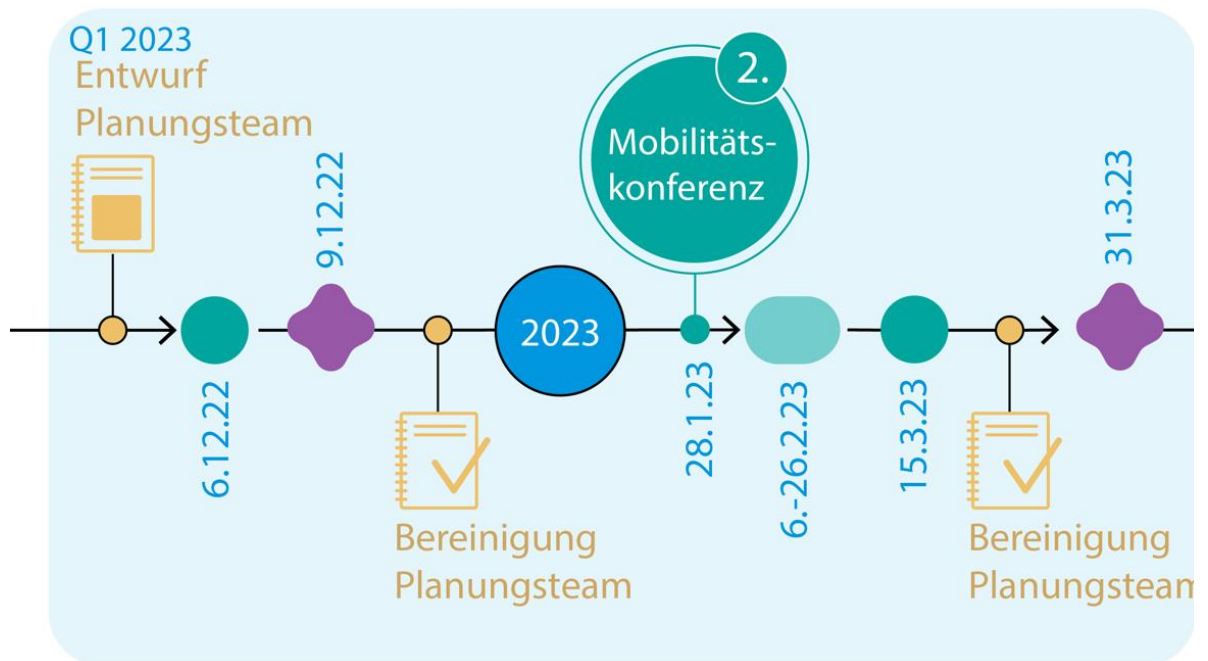 Q1 2023
Entwurf
Planungsteam
6.12.22
9.12.22
Bereinigung
Planungsteam
2023
2.
Mobilitäts-
konferenz
28.1.23
6.-26.2.23
15.3.23
Bereinigung
Planungsteam
31.3.23